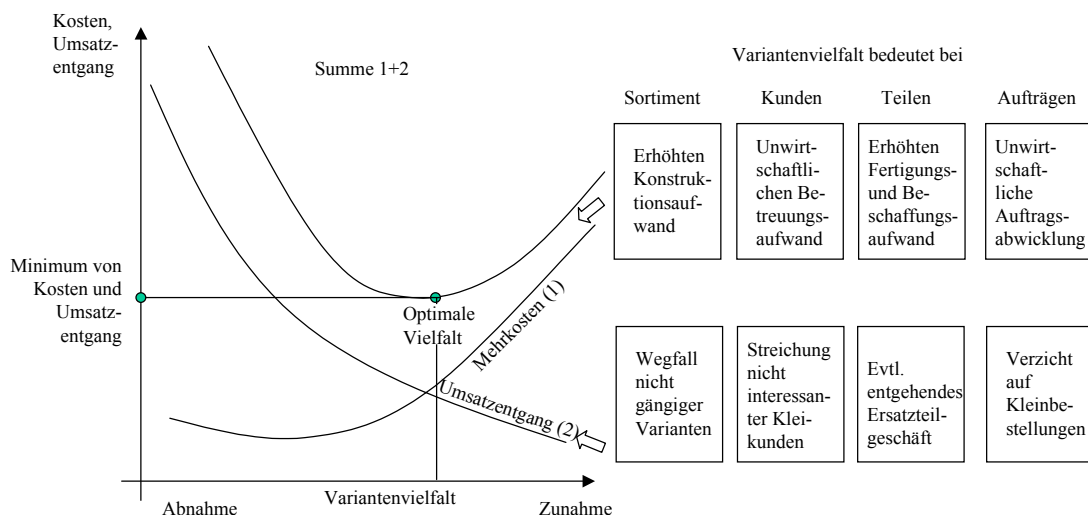 Kosten,
Umsatz-
entgang
Summe 1+2
Minimum von
Kosten und
Umsatz-
entgang
Optimale
Vielfalt
Mehrkosten (1)
Umsatzentgang (2)
Abnahme
Variantenvielfalt
Zunahme
Variantenvielfalt bedeutet bei
Sortiment
Kunden
Teilen
Aufträgen
Erhöhten
Konstruk-
tionsauf-
wand
Unwirt-
schaftli-
chen Be-
treuungs-
aufwand
Erhöhten
Fertigungs-
und Be-
schaffungs-
aufwand
Unwirt-
schaft-
liche
Auftrags-
abwicklung
Wegfall
nicht
gängiger
Varianten
Streichung
nicht
interessan-
ter Klei-
kunden
Evtl.
entgehendes
Ersatzteil-
geschäft
Verzicht
auf
Kleinbe-
stellungen